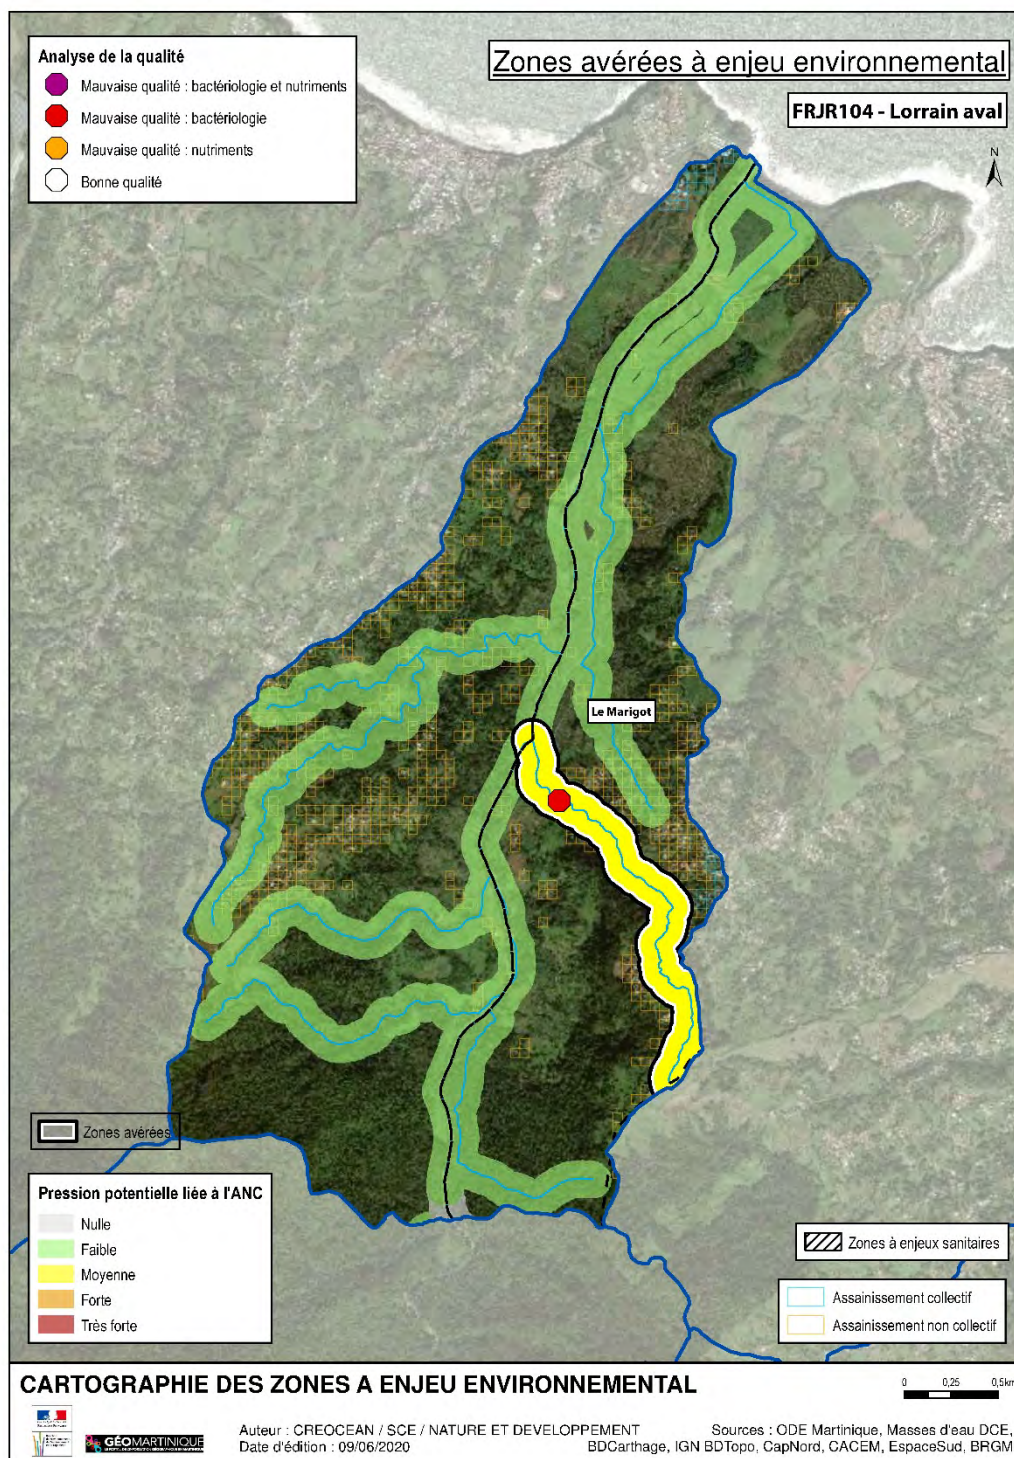 Analyse de la qualité
Mauvaise qualité : bactériologie et nutriments
Mauvaise qualité : bactériologie
Mauvaise qualité : nutriments
Bonne qualité
Zones avérées à enjeu environnemental
FRJR104 - Lorrain aval
N
Le Marigot
Zones avérées
Pression potentielle liée à l'ANC
Nulle
Faible
Moyenne
Forte
Très forte
Zones à enjeux sanitaires
Assainissement collectif
Assainissement non collectif
CARTOGRAPHIE DES ZONES A ENJEU ENVIRONNEMENTAL
0 0,25 0,5km
GÉOMARTINIQUE
Auteur : CREOCEAN / SCE / NATURE ET DEVELOPPEMENT
Date d'édition : 09/06/2020
Sources : ODE Martinique, Masses d'eau DCE,
BDCarthage, IGN BDTopo, CapNord, CACEM, EspaceSud, BRGM